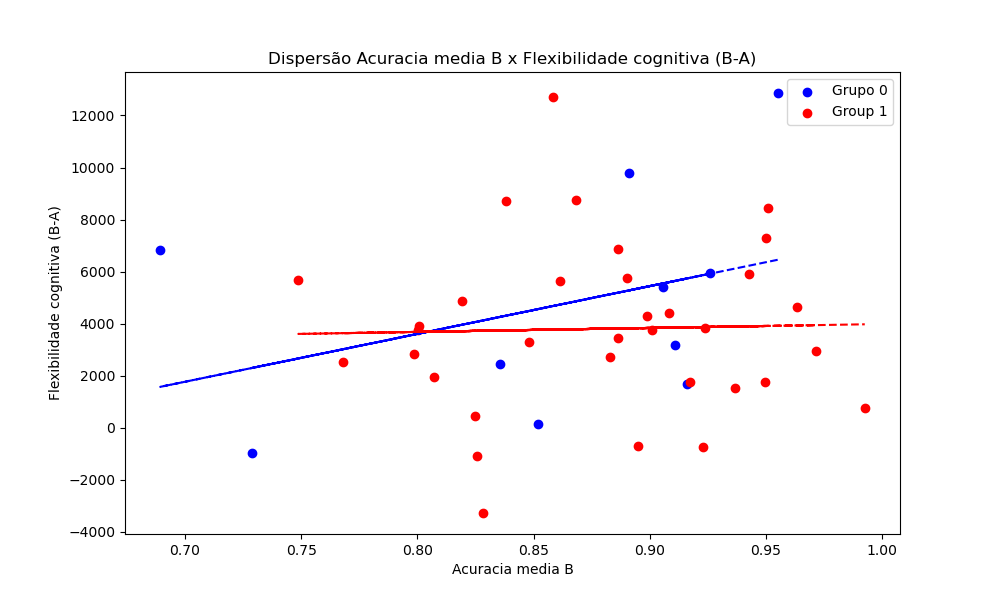 Dispersão Acuracia media B x Flexibilidade cognitiva (B-A)
Grupo 0
Group 1
Flexibilidade cognitiva (B-A)
12000
10000
8000
6000
4000
2000
0
−2000
−4000
0.70 0.75 0.80 0.85 0.90 0.95 1.00
Acuracia media B